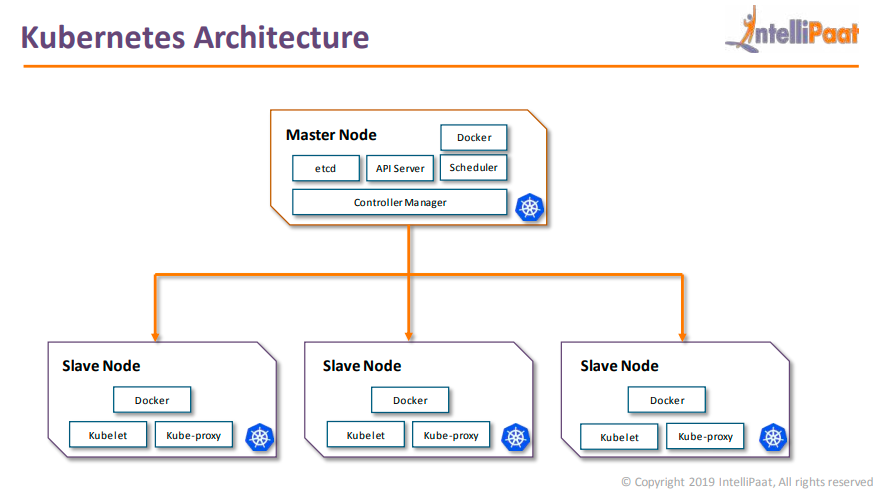 Kubernetes Architecture
IntelliPaat
Master Node
Docker
etcd
API Server
Scheduler
Controller Manager
Slave Node
Docker
Kubelet
Kube-proxy
Slave Node
Docker
Kubelet
Kube-proxy
Slave Node
Docker
Kubelet
Kube-proxy
© Copyright 2019 IntelliPaat, All rights reserved